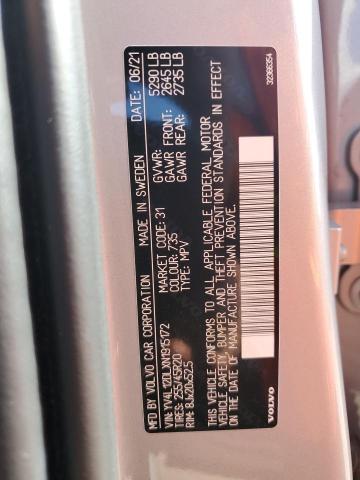 MFD BY VOLVO CAR CORPORATION MADE IN SWEDEN 06/21
VIN: YV4L12DLXN1915172 GVWR: 5290 LB
TIRES: 255/45R20 MARKET CODE: 31 GAWR FRONT: 2645 LB
RIM: 8Jx20x52.5 COLOUR: 735 GAWR REAR: 2735 LB
TYPE: MPV
THIS VEHICLE CONFORMS TO ALL APPLICABLE FEDERAL MOTOR
VEHICLE SAFETY, BUMPER AND THEFT PREVENTION STANDARDS IN EFFECT
ON THE DATE OF MANUFACTURE SHOWN ABOVE.
VOLVO 32366354